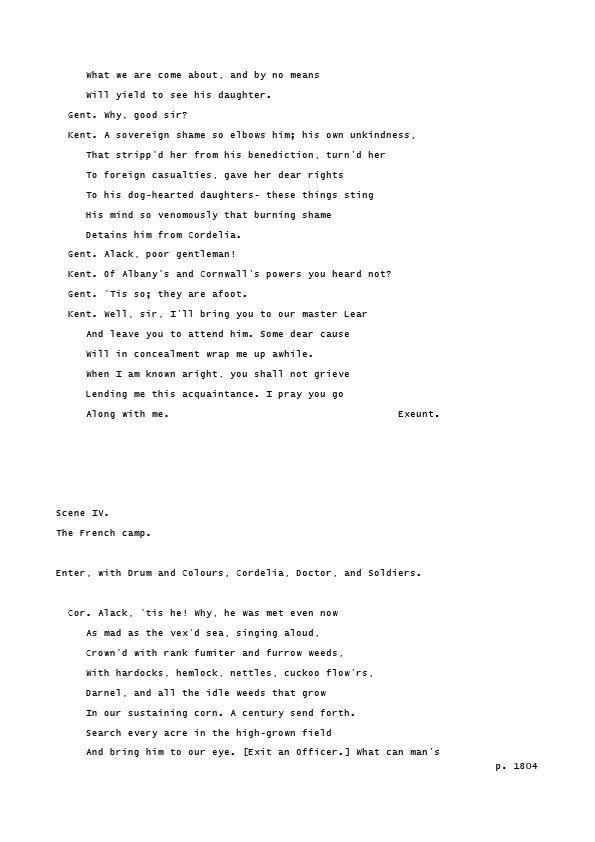 What we are come about, and by no means
Will yield to see his daughter.
Gent. Why, good sir?
Kent. A sovereign shame so elbows him; his own unkindness,
That stripp'd her from his benediction, turn'd her
To foreign casualties, gave her dear rights
To his dog-hearted daughters- these things sting
His mind so venomously that burning shame
Detains him from Cordelia.
Gent. Alack, poor gentleman!
Kent. Of Albany's and Cornwall's powers you heard not?
Gent. 'Tis so; they are afoot.
Kent. Well, sir, I'll bring you to our master Lear
And leave you to attend him. Some dear cause
Will in concealment wrap me up awhile.
When I am known aright, you shall not grieve
Lending me this acquaintance. I pray you go
Along with me. Exeunt.
Scene IV.
The French camp.
Enter, with Drum and Colours, Cordelia, Doctor, and Soldiers.
Cor. Alack, 'tis he! Why, he was met even now
As mad as the vex'd sea, singing aloud,
Crown'd with rank fumiter and furrow weeds,
With hardocks, hemlock, nettles, cuckoo flow'rs,
Darnel, and all the idle weeds that grow
In our sustaining corn. A century send forth.
Search every acre in the high-grown field
And bring him to our eye. [Exit an Officer.] What can man's
p. 1804